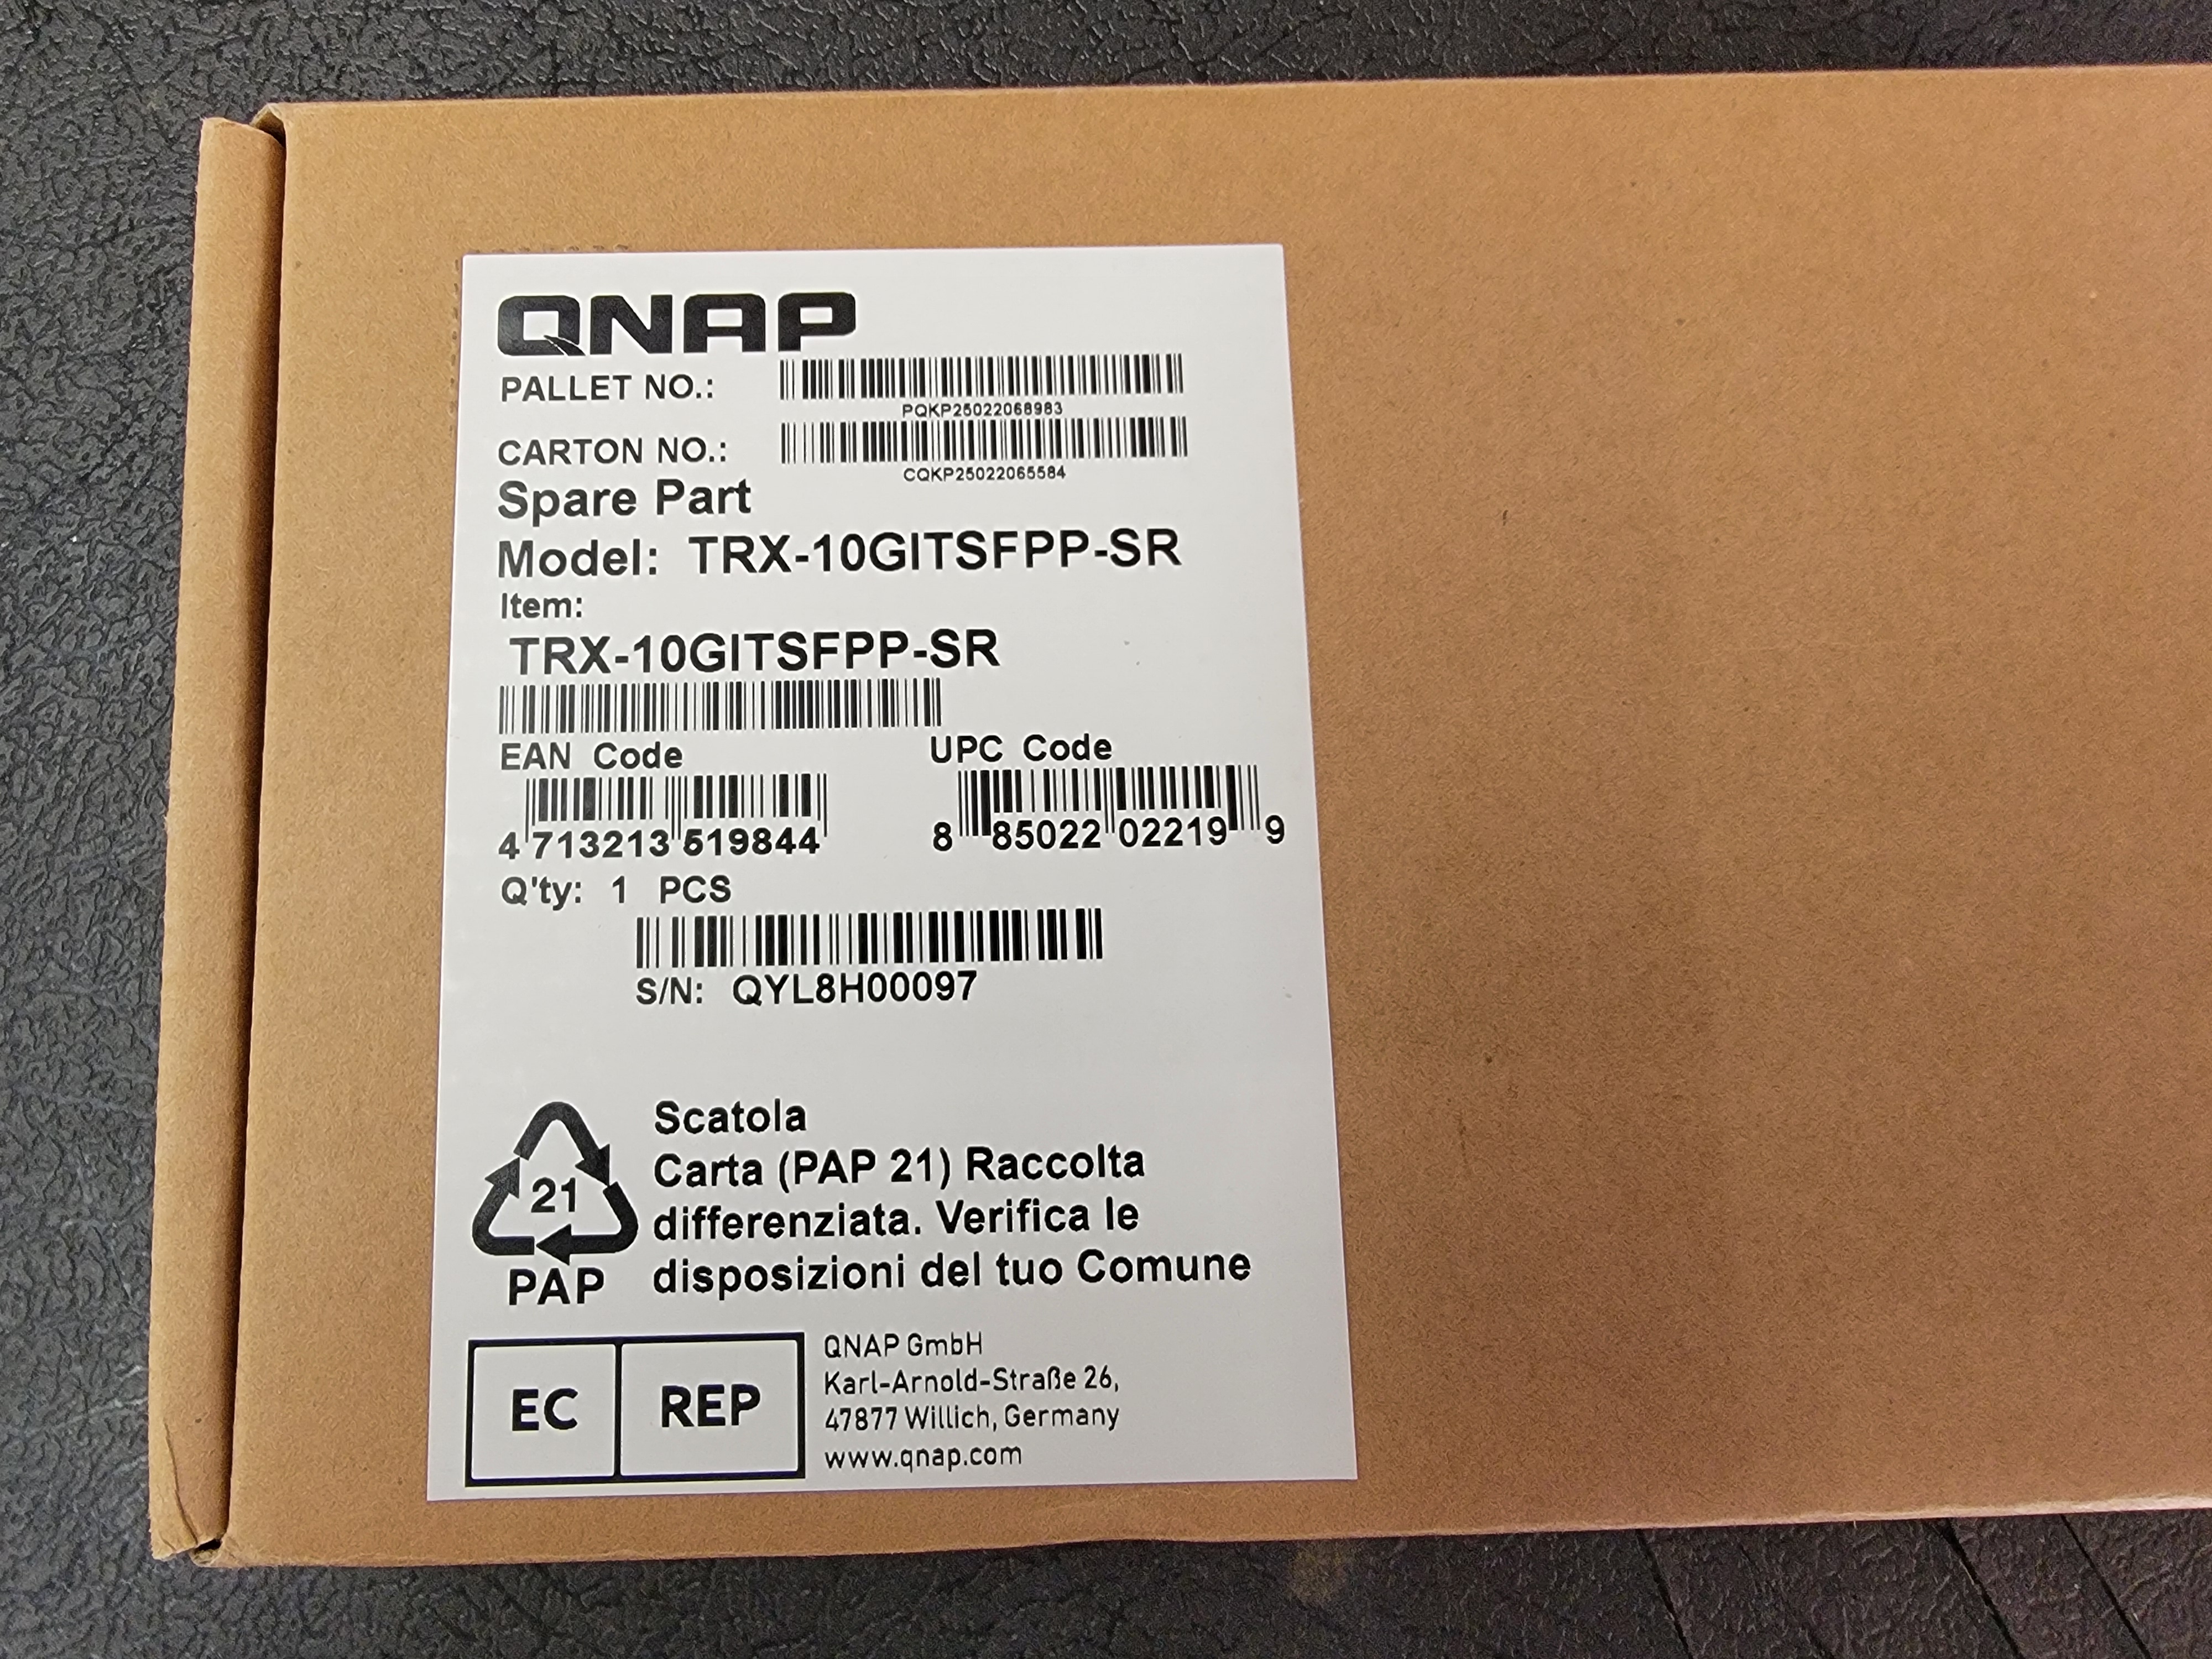 QNAP
PALLET NO.:
PQKP25022068983
CARTON NO.:
CQKP25022065584
Spare Part
Model: TRX-10GITSFPP-SR
Item:
TRX-10GITSFPP-SR
EAN Code UPC Code
4 713213 519844 8 85022 02219 9
Q'ty: 1 PCS
S/N: QYL8H00097
Scatola
Carta (PAP 21) Raccolta
differenziata. Verifica le
disposizioni del tuo Comune
21
PAP
EC REP
QNAP GmbH
Karl-Arnold-Straße 26,
47877 Willich, Germany
www.qnap.com